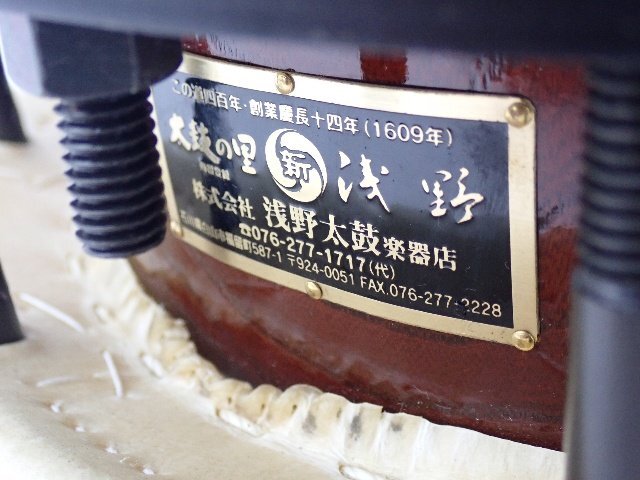 この道四百年・創業慶長十四年(1609年)
太鼓の里 新 浅野
株式会社 浅野太鼓楽器店
☎076-277-1717(代)
587-1 〒924-0051 FAX.076-277-2228